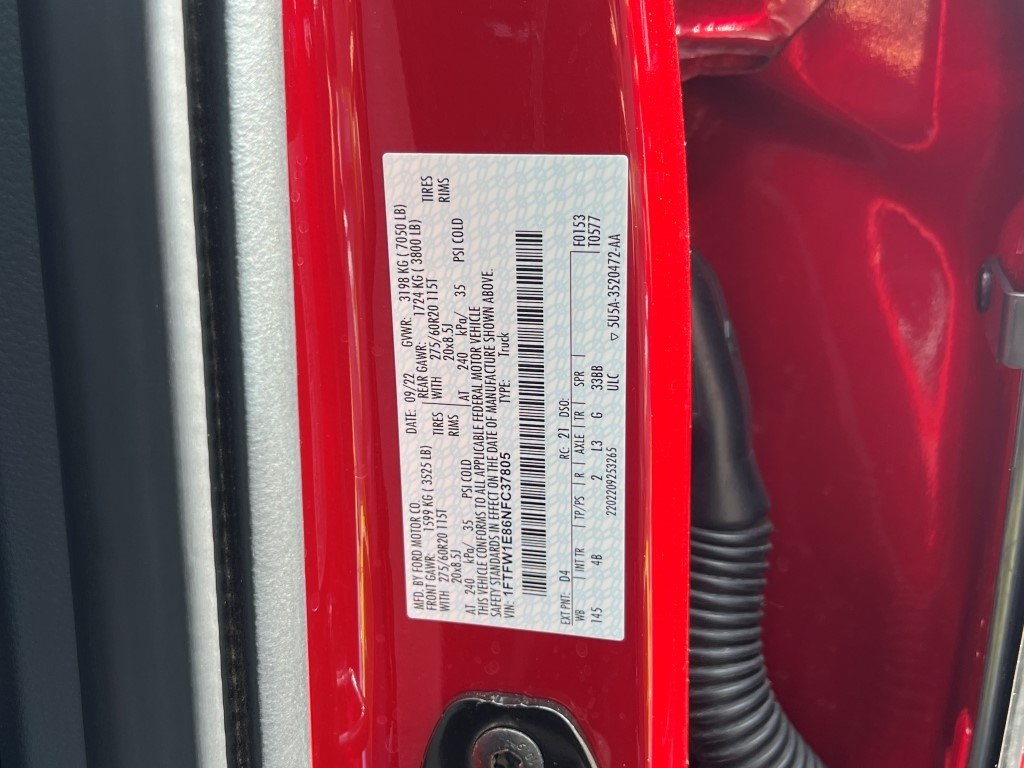 MFD. BY FORD MOTOR CO.
DATE: 09/22 GVWR: 3198 KG ( 7050 LB)
FRONT GAWR: 1599 KG ( 3525 LB)
REAR GAWR: 1724 KG ( 3800 LB)
WITH 275/60R20 115T TIRES
WITH 275/60R20 115T TIRES
20x8.5J RIMS
20x8.5J RIMS
AT 240 kPa/ 35 PSI COLD
AT 240 kPa/ 35 PSI COLD
THIS VEHICLE CONFORMS TO ALL APPLICABLE FEDERAL MOTOR VEHICLE
SAFETY STANDARDS IN EFFECT ON THE DATE OF MANUFACTURE SHOWN ABOVE.
VIN: 1FTFW1E86NFC37805 TYPE: Truck
EXT PNT: D4 RC: 21 DSO: F0153
WB INT TR TP/PS R AXLE TR SPR T0577
145 4B 2 L3 G 33BB
2202209253265 ULC ▽ 5U5A-3520472-AA